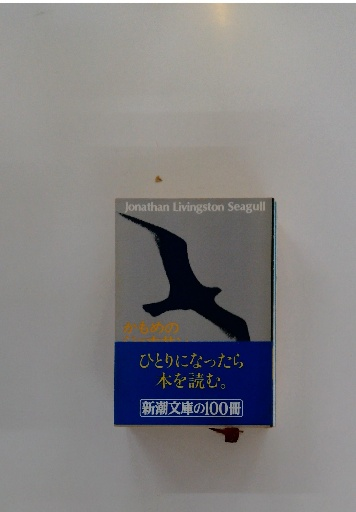 Jonathan Livingston Seagull
かもめの
ひとりになったら
本を読む。
新潮文庫の100冊